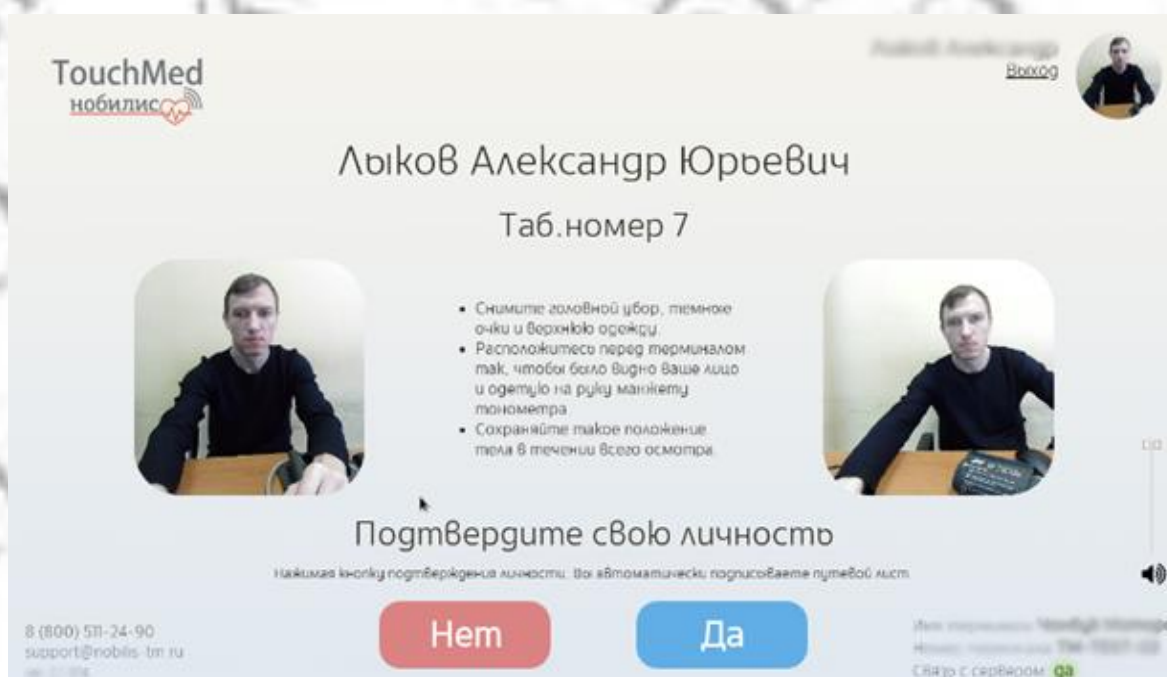 TouchMed
нобилис
Выход
Лыков Александр Юрьевич
Таб.номер 7
• Снимите головной убор, темные
очки и верхнюю одежду.
• Расположитесь перед терминалом
так, чтобы было видно ваше лицо
и одетую на руку манжету
тонометра.
• Сохраняйте такое положение
тела в течении всего осмотра.
Подтвердите свою личность
Нажимая кнопку подтверждения личности, Вы автоматически подписываете путевой лист
Нет
Да
8 (800) 511-24-90
support@nobilis-tm.ru
Связь с сервером: да